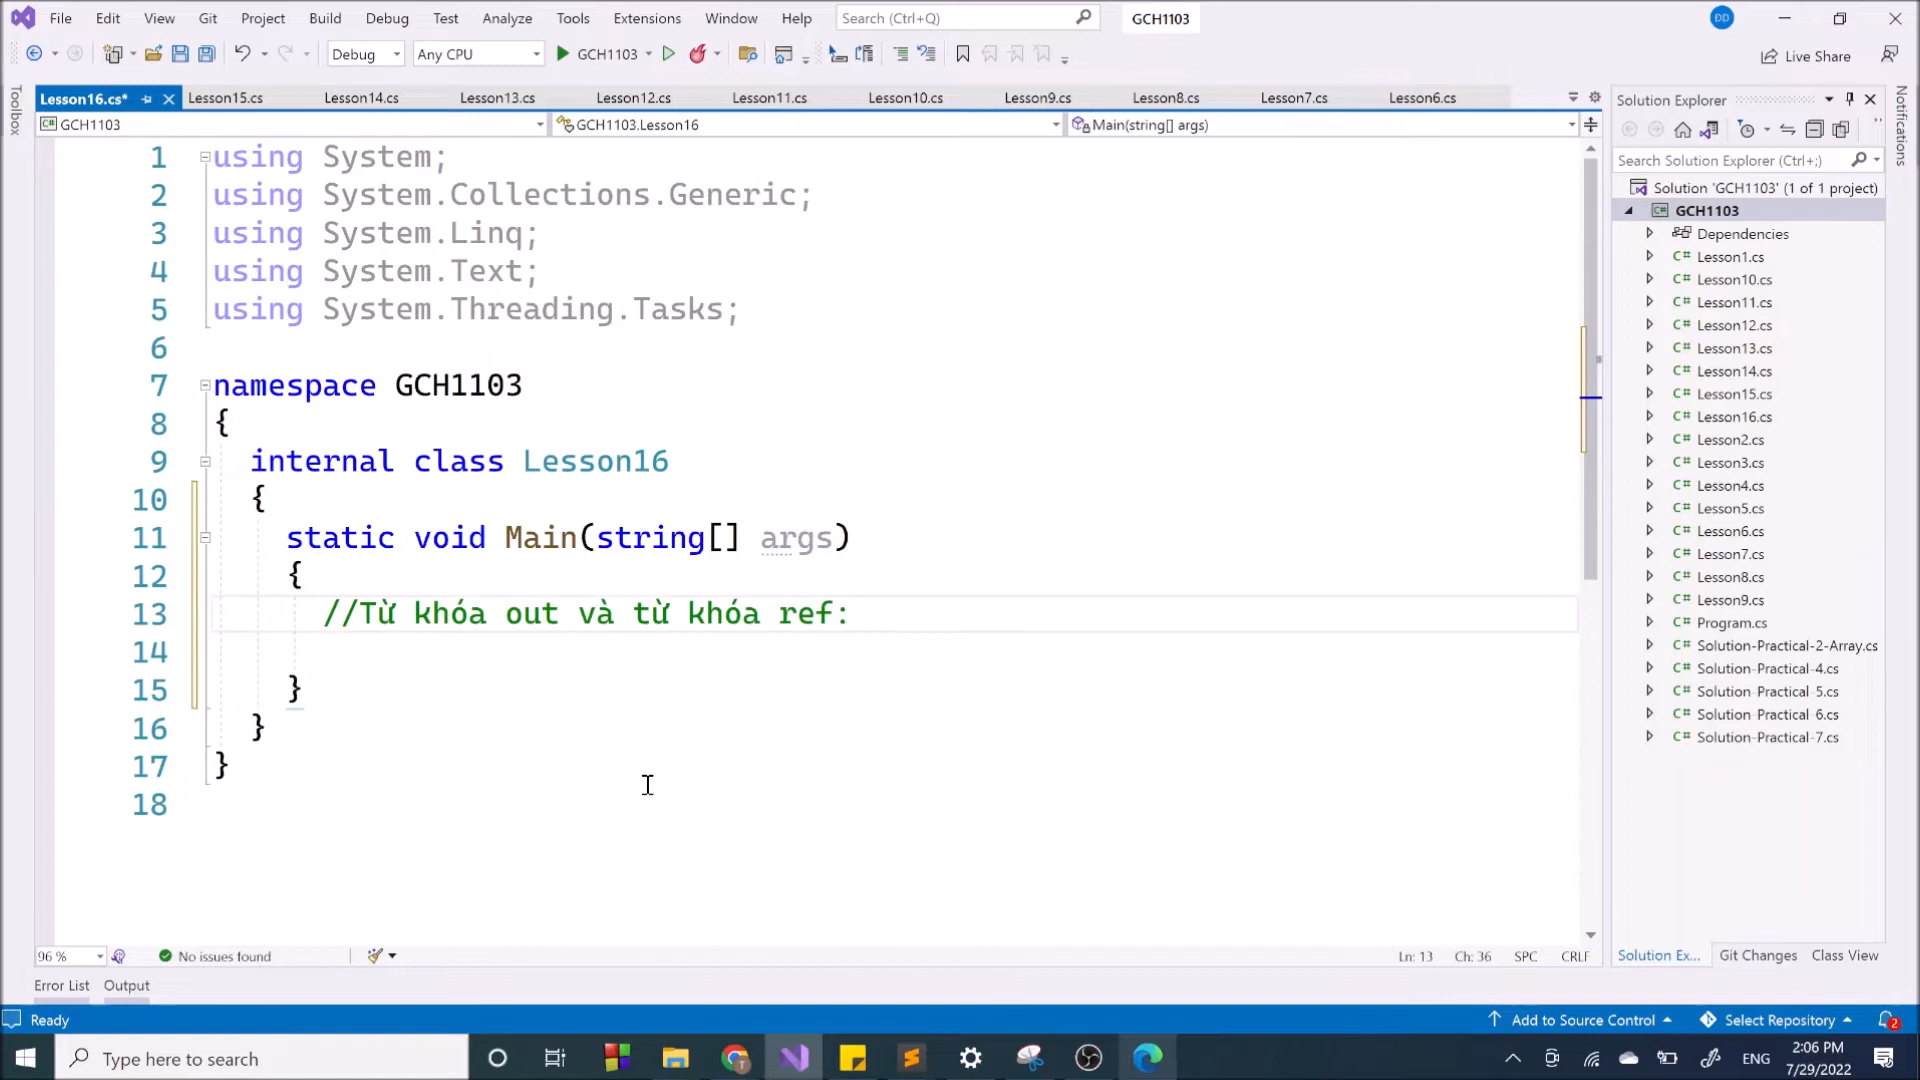 File Edit View Git Project Build Debug Test Analyze Tools Extensions Window Help Search (Ctrl+Q) GCH1103 ĐD
Debug Any CPU GCH1103 Live Share
Toolbox
Lesson16.cs* Lesson15.cs Lesson14.cs Lesson13.cs Lesson12.cs Lesson11.cs Lesson10.cs Lesson9.cs Lesson8.cs Lesson7.cs Lesson6.cs
GCH1103 GCH1103.Lesson16 Main(string[] args)
1 using System;
2 using System.Collections.Generic;
3 using System.Linq;
4 using System.Text;
5 using System.Threading.Tasks;
6
7 namespace GCH1103
8 {
9 internal class Lesson16
10 {
11 static void Main(string[] args)
12 {
13 //Từ khóa out và từ khóa ref:
14
15 }
16 }
17 }
18
96 % No issues found Ln: 13 Ch: 36 SPC CRLF
Solution Explorer
Search Solution Explorer (Ctrl+;)
Solution 'GCH1103' (1 of 1 project)
GCH1103
Dependencies
C# Lesson1.cs
C# Lesson10.cs
C# Lesson11.cs
C# Lesson12.cs
C# Lesson13.cs
C# Lesson14.cs
C# Lesson15.cs
C# Lesson16.cs
C# Lesson2.cs
C# Lesson3.cs
C# Lesson4.cs
C# Lesson5.cs
C# Lesson6.cs
C# Lesson7.cs
C# Lesson8.cs
C# Lesson9.cs
C# Program.cs
C# Solution-Practical-2-Array.cs
C# Solution-Practical-4.cs
C# Solution-Practical-5.cs
C# Solution-Practical-6.cs
C# Solution-Practical-7.cs
Solution Ex... Git Changes Class View
Notifications
Error List Output
Ready Add to Source Control Select Repository 2
Type here to search ENG 2:06 PM
7/29/2022